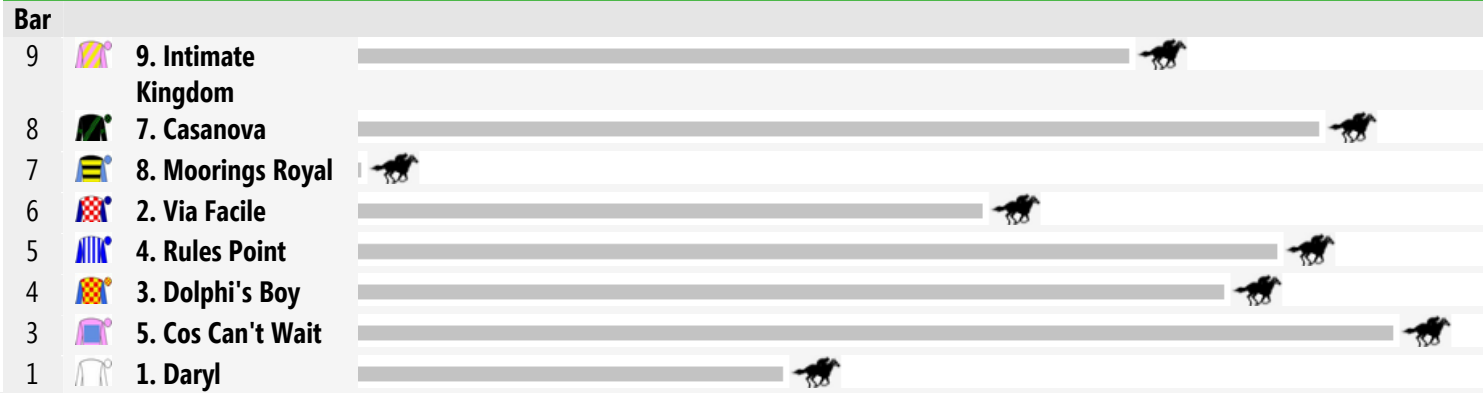 Bar
9 9. Intimate
Kingdom
8 7. Casanova
7 8. Moorings Royal
6 2. Via Facile
5 4. Rules Point
4 3. Dolphi's Boy
3 5. Cos Can't Wait
1 1. Daryl